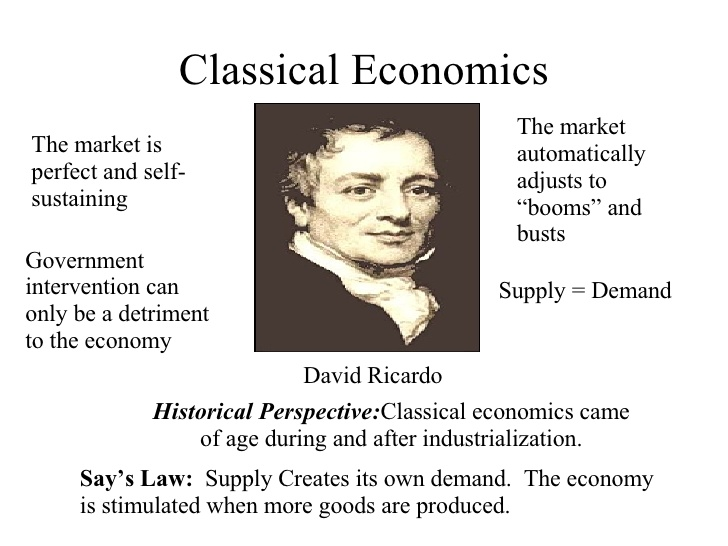 Classical Economics
The market is
perfect and self-
sustaining
Government
intervention can
only be a detriment
to the economy
The market
automatically
adjusts to
“booms” and
busts
Supply = Demand
David Ricardo
Historical Perspective:Classical economics came
of age during and after industrialization.
Say’s Law:  Supply Creates its own demand.  The economy
is stimulated when more goods are produced.